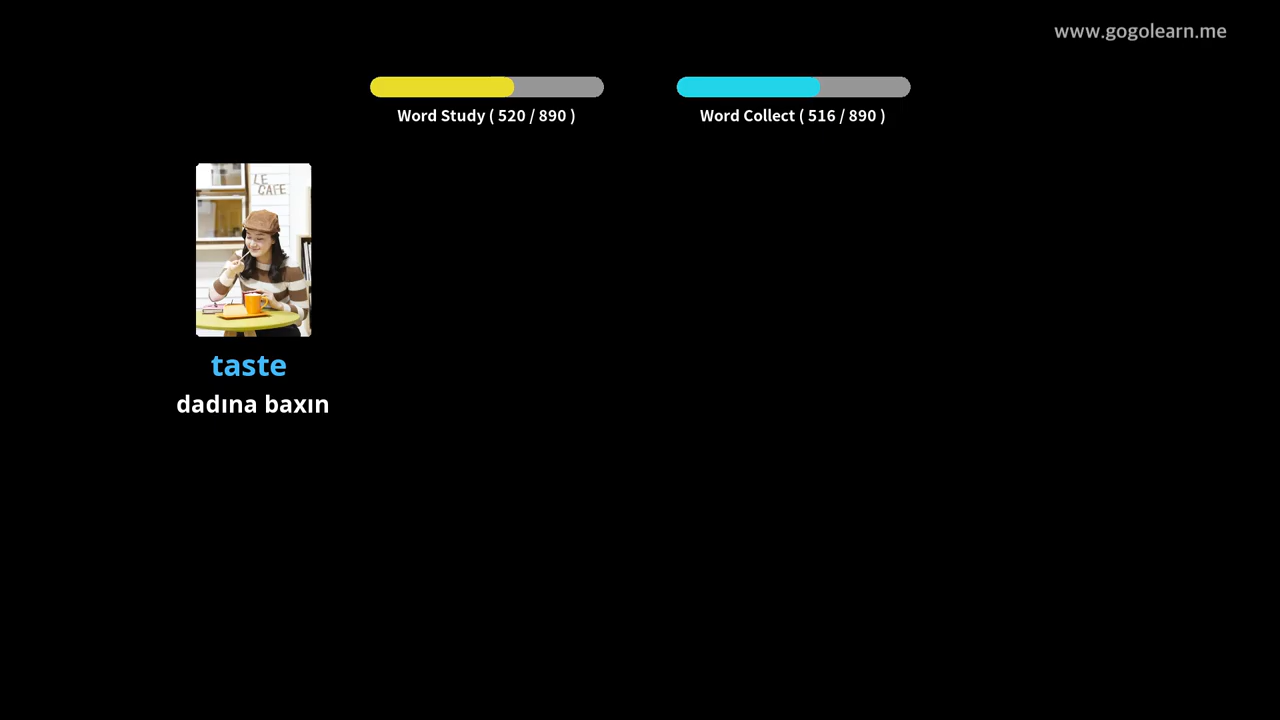 www.gogolearn.me
Word Study ( 520 / 890 )
Word Collect ( 516 / 890 )
LE
CAFE
taste
dadına baxın